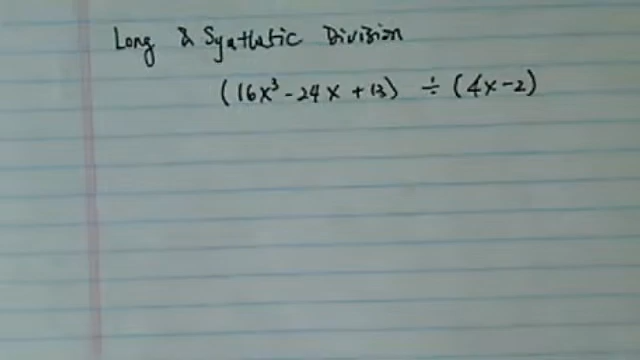 Long & Synthetic Division
(16x³ - 24x + 13) ÷ (4x - 2)